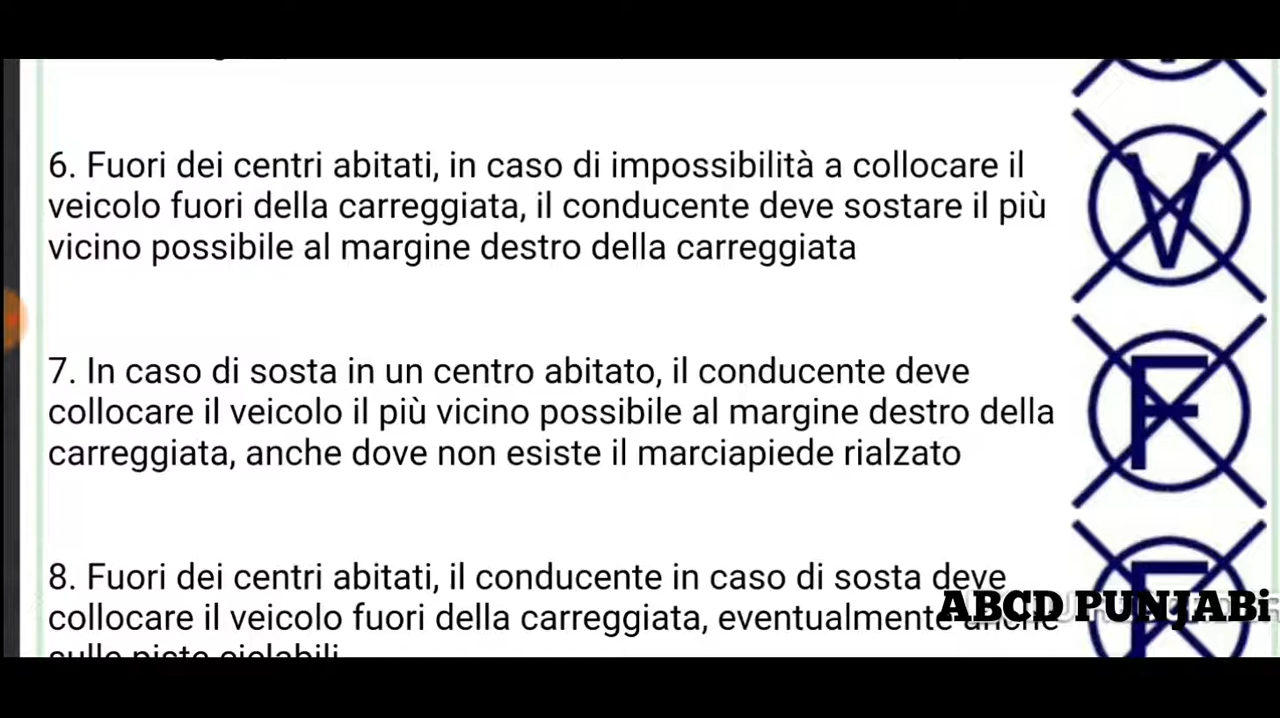 6. Fuori dei centri abitati, in caso di impossibilità a collocare il
veicolo fuori della carreggiata, il conducente deve sostare il più
vicino possibile al margine destro della carreggiata
V
7. In caso di sosta in un centro abitato, il conducente deve
collocare il veicolo il più vicino possibile al margine destro della
carreggiata, anche dove non esiste il marciapiede rialzato
F
8. Fuori dei centri abitati, il conducente in caso di sosta deve
collocare il veicolo fuori della carreggiata, eventualmente anche
sulle piste ciclabili
F
ABCD PUNJABi